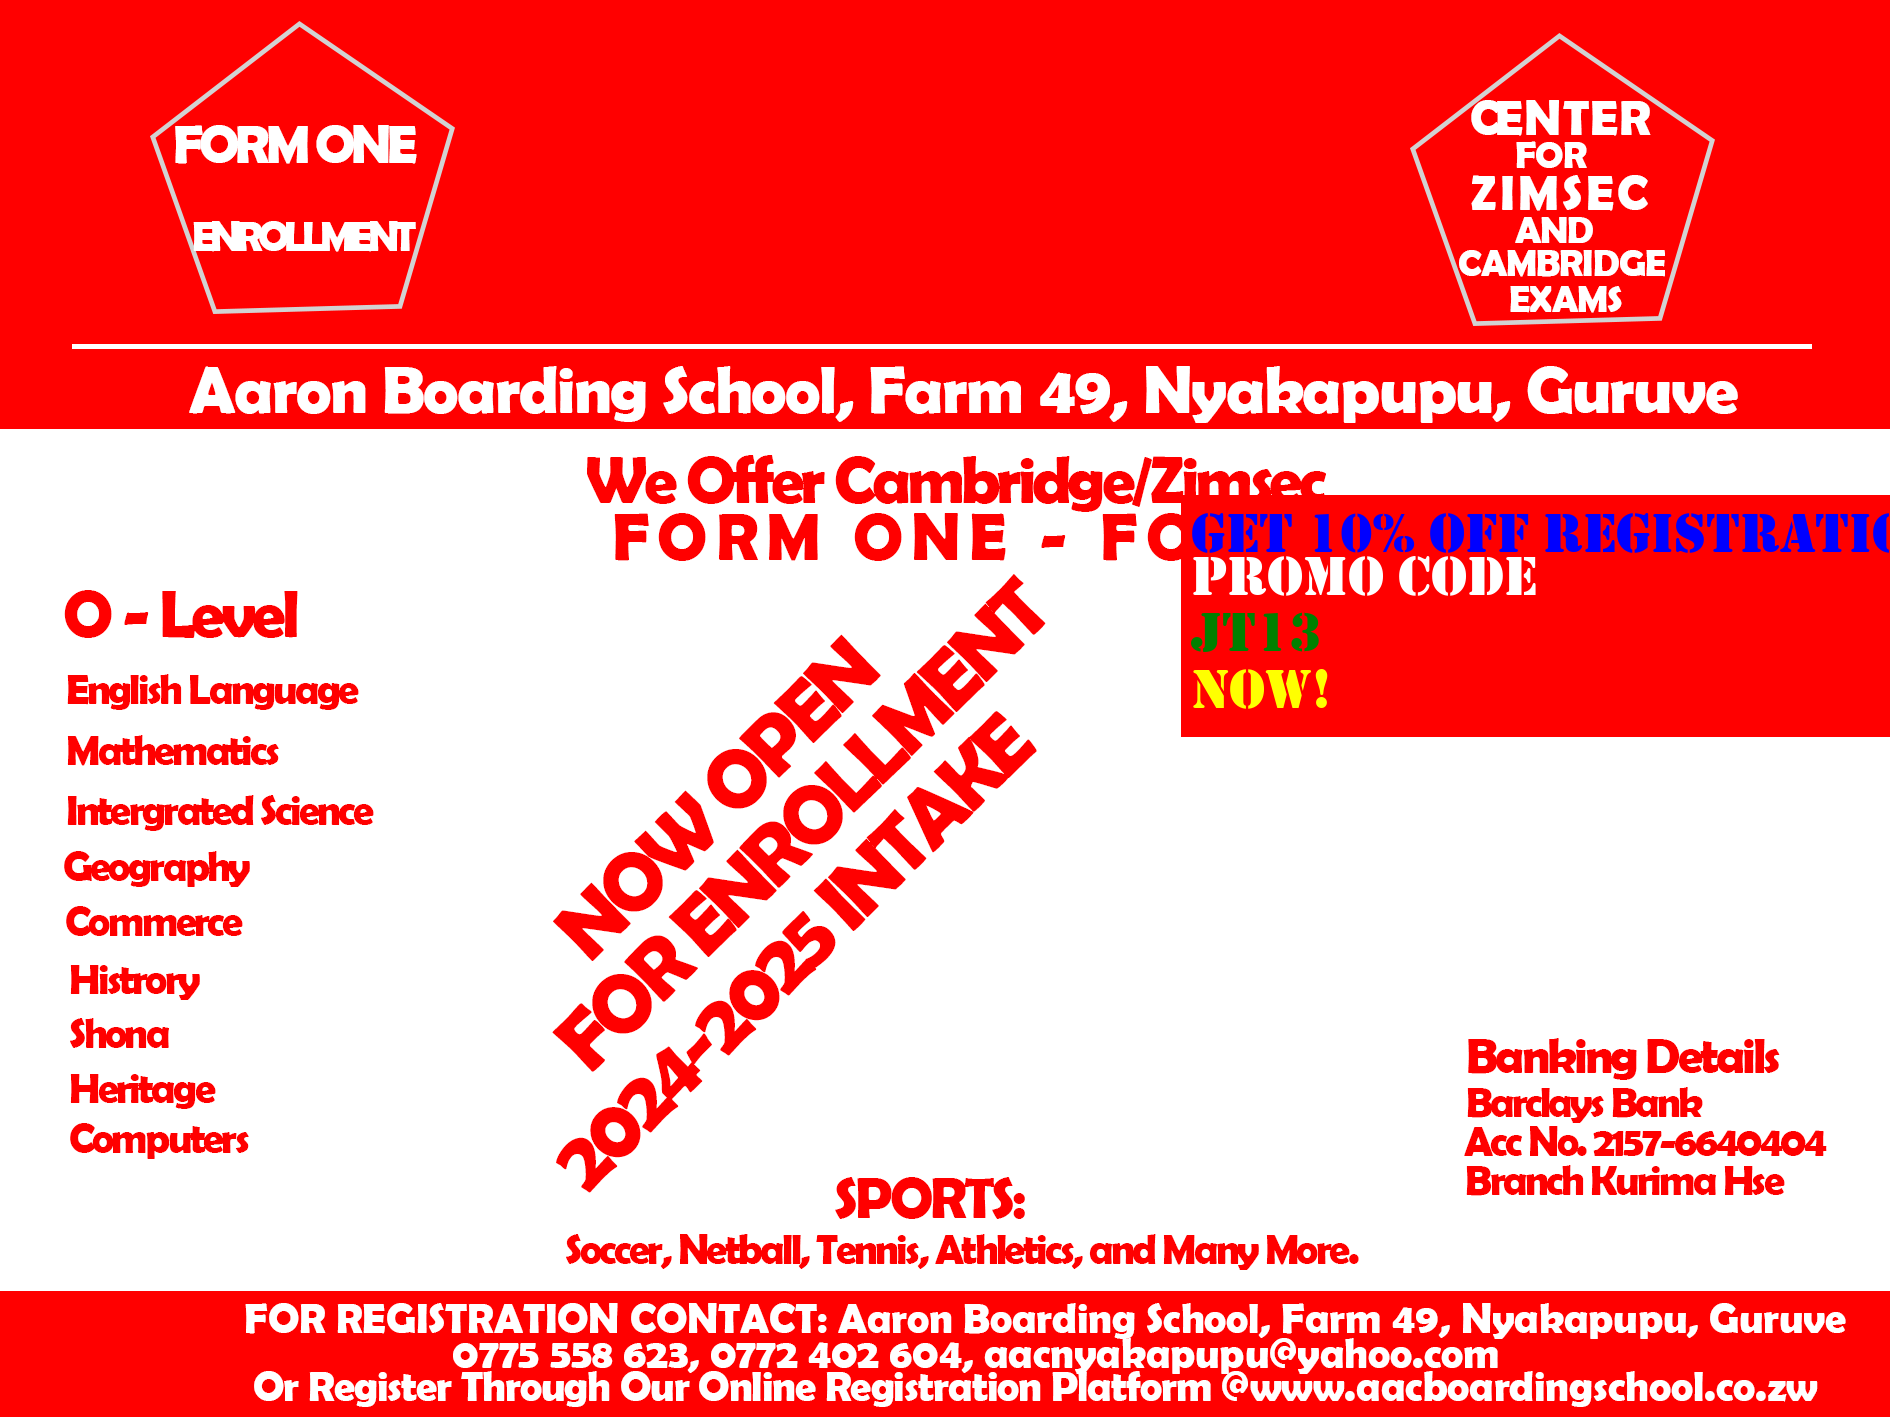 FORM ONE
ENROLLMENT
CENTER
FOR
ZIMSEC
AND
CAMBRIDGE
EXAMS
Aaron Boarding School, Farm 49, Nyakapupu, Guruve
We Offer Cambridge/Zimsec
FORM ONE - FO
GET 10% OFF REGISTRATIO
PROMO CODE
JT13
NOW!
O - Level
English Language
Mathematics
Intergrated Science
Geography
Commerce
Histrory
Shona
Heritage
Computers
NOW OPEN
FOR ENROLLMENT
2024-2025 INTAKE
Banking Details
Barclays Bank
Acc No. 2157-6640404
Branch Kurima Hse
SPORTS:
Soccer, Netball, Tennis, Athletics, and Many More.
FOR REGISTRATION CONTACT: Aaron Boarding School, Farm 49, Nyakapupu, Guruve
0775 558 623, 0772 402 604, aacnyakapupu@yahoo.com
Or Register Through Our Online Registration Platform @www.aacboardingschool.co.zw